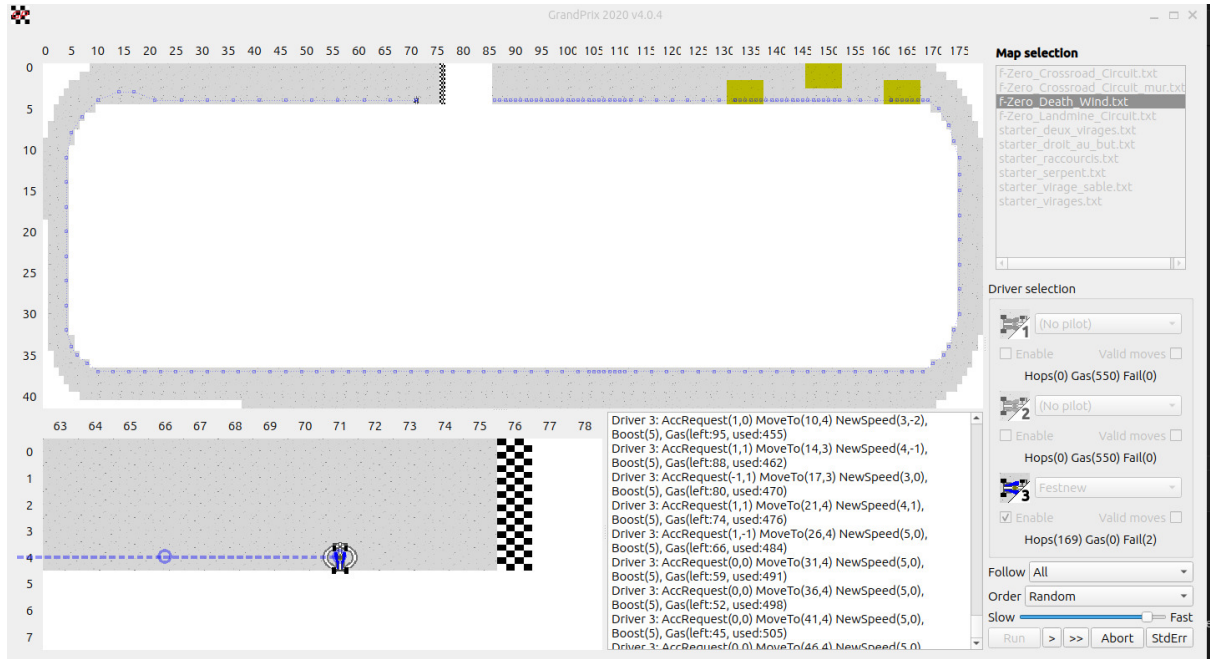 GrandPrix 2020 v4.0.4
0 5 10 15 20 25 30 35 40 45 50 55 60 65 70 75 80 85 90 95 100 105 110 115 120 125 130 135 140 145 150 155 160 165 170 175
0
5
10
15
20
25
30
35
40
Map selection
f-Zero_Crossroad_Circuit.txt
f-Zero_Crossroad_Circuit_mur.txt
f-Zero_Death_Wind.txt
f-Zero_Landmine_Circuit.txt
starter_deux_virages.txt
starter_droit_au_but.txt
starter_raccourcis.txt
starter_serpent.txt
starter_virage_sable.txt
starter_virages.txt
Driver selection
1 (No pilot)
Enable Valid moves
Hops(0) Gas(550) Fail(0)
2 (No pilot)
Enable Valid moves
Hops(0) Gas(550) Fail(0)
3 Festnew
Enable Valid moves
Hops(169) Gas(0) Fail(2)
Follow All
Order Random
Slow Fast
Run > >> Abort StdErr
63 64 65 66 67 68 69 70 71 72 73 74 75 76 77 78
0
1
2
3
4
5
6
7
Driver 3: AccRequest(1,0) MoveTo(10,4) NewSpeed(3,-2),
Boost(5), Gas(left:95, used:455)
Driver 3: AccRequest(1,1) MoveTo(14,3) NewSpeed(4,-1),
Boost(5), Gas(left:88, used:462)
Driver 3: AccRequest(-1,1) MoveTo(17,3) NewSpeed(3,0),
Boost(5), Gas(left:80, used:470)
Driver 3: AccRequest(1,1) MoveTo(21,4) NewSpeed(4,1),
Boost(5), Gas(left:74, used:476)
Driver 3: AccRequest(1,-1) MoveTo(26,4) NewSpeed(5,0),
Boost(5), Gas(left:66, used:484)
Driver 3: AccRequest(0,0) MoveTo(31,4) NewSpeed(5,0),
Boost(5), Gas(left:59, used:491)
Driver 3: AccRequest(0,0) MoveTo(36,4) NewSpeed(5,0),
Boost(5), Gas(left:52, used:498)
Driver 3: AccRequest(0,0) MoveTo(41,4) NewSpeed(5,0),
Boost(5), Gas(left:45, used:505)
Driver 3: AccRequest(0,0) MoveTo(46,4) NewSpeed(5,0),